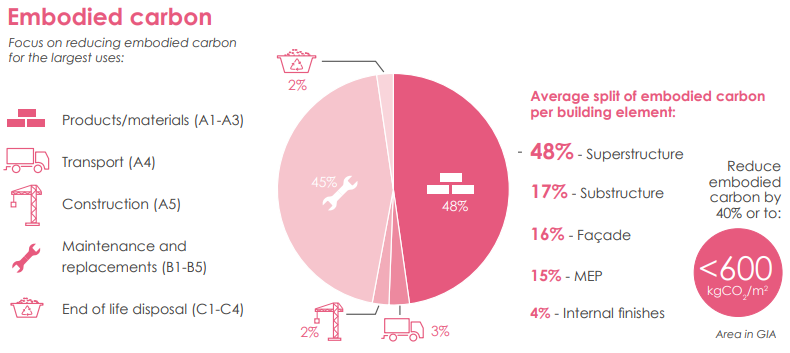 Embodied carbon
Focus on reducing embodied carbon
for the largest uses:
Products/materials (A1-A3)
Transport (A4)
Construction (A5)
Maintenance and
replacements (B1-B5)
End of life disposal (C1-C4)
2%
45%
48%
2%
3%
Average split of embodied carbon
per building element:
- 48% - Superstructure
17% - Substructure
16% - Façade
15% - MEP
4% - Internal finishes
Reduce
embodied
carbon by
40% or to:
<600
kgCO₂/m²
Area in GIA